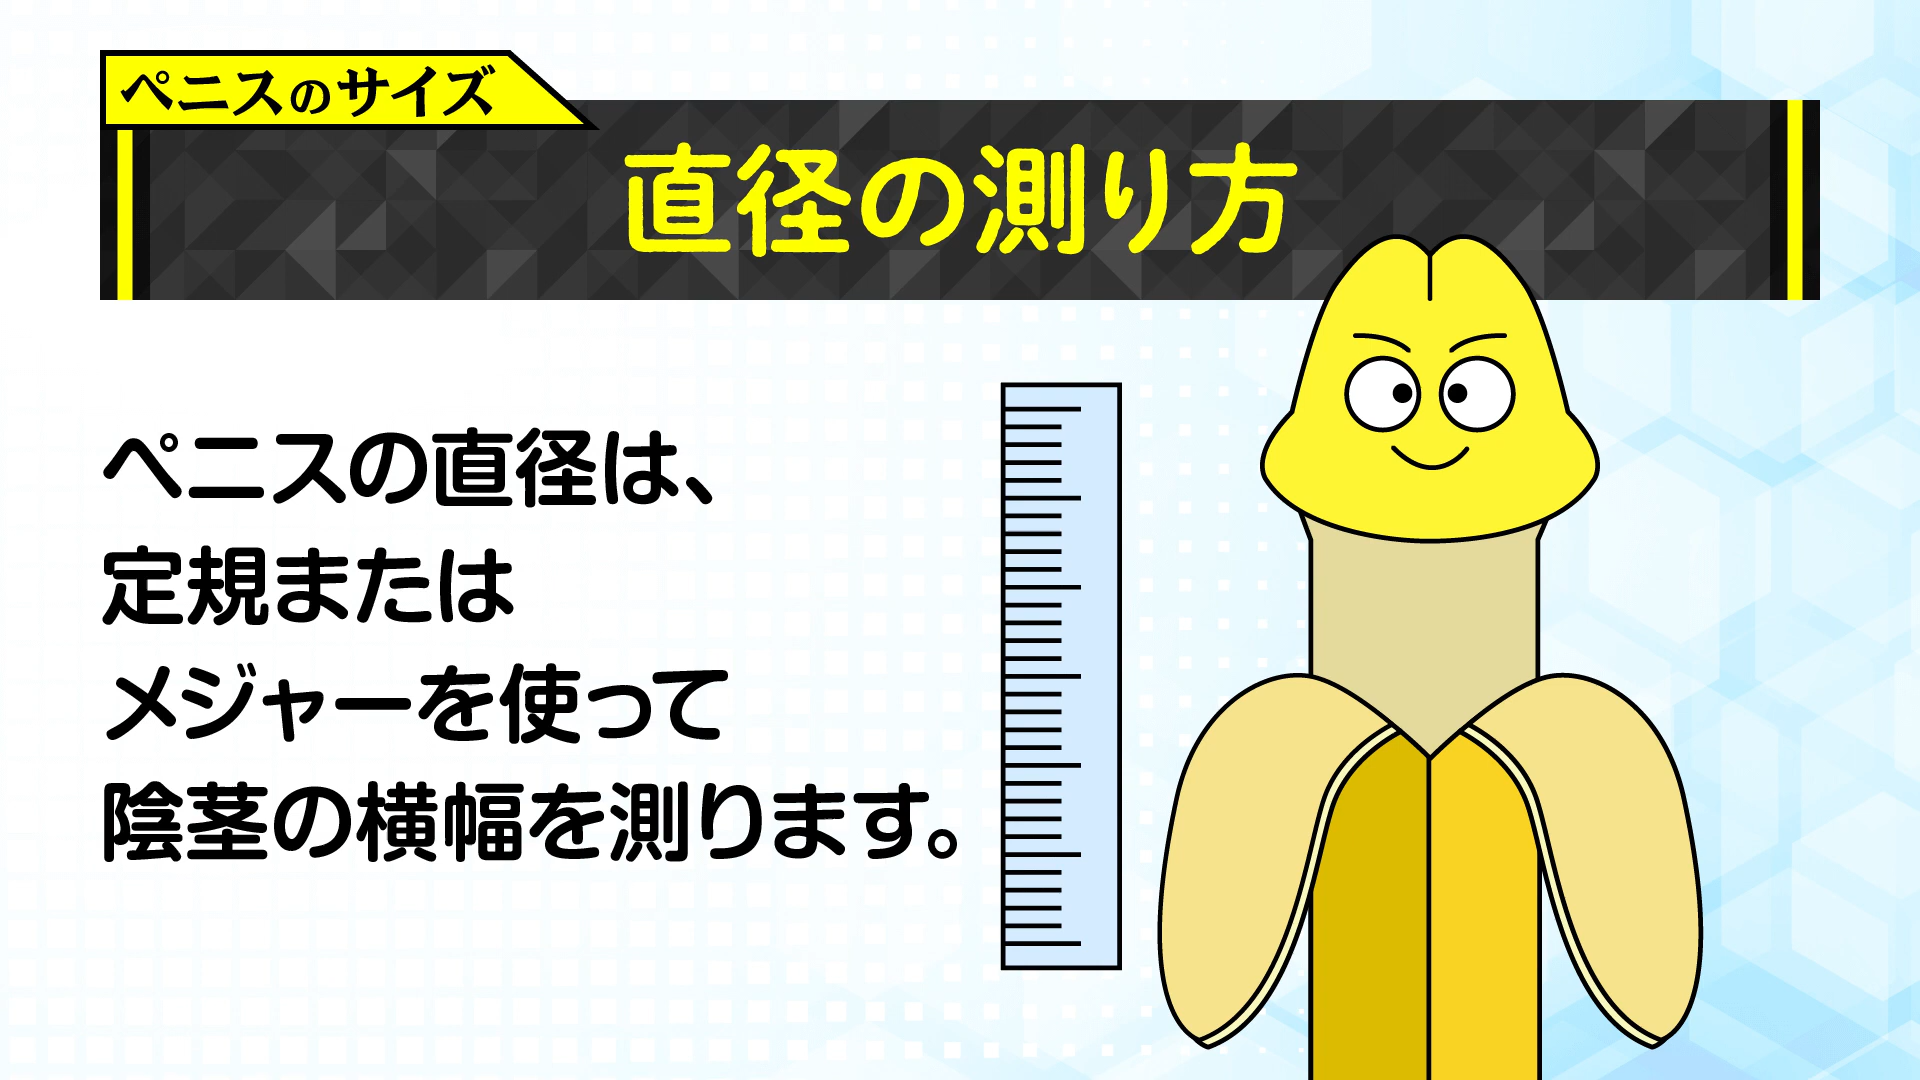 ペニスのサイズ
直径の測り方
ペニスの直径は、
定規または
メジャーを使って
陰茎の横幅を測ります。